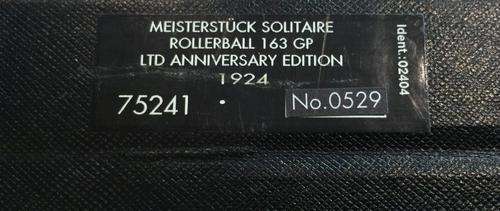 MEISTERSTÜCK SOLITAIRE
ROLLERBALL 163 GP
LTD ANNIVERSARY EDITION
1924
75241 · No.0529
Ident.:02404